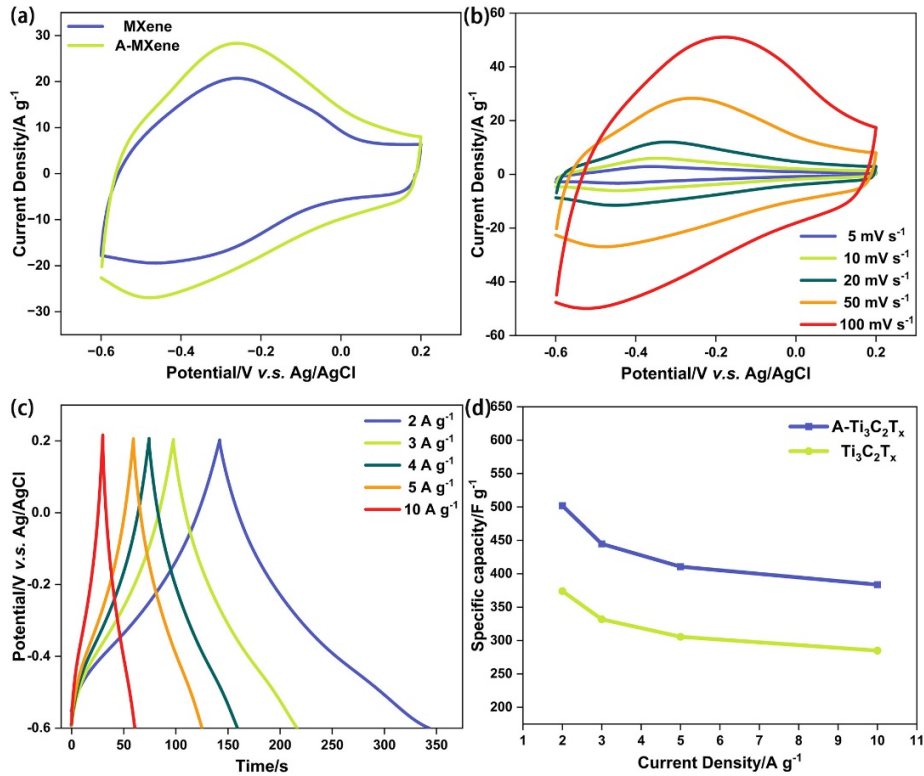 (a)
MXene
A-MXene
30
20
10
0
−10
−20
−30
Current Density/A g⁻¹
−0.6
−0.4
−0.2
0.0
0.2
Potential/V v.s. Ag/AgCl
(b)
60
40
20
0
-20
-40
-60
Current Density/A g⁻¹
5 mV s⁻¹
10 mV s⁻¹
20 mV s⁻¹
50 mV s⁻¹
100 mV s⁻¹
−0.6
−0.4
−0.2
0.0
0.2
Potential/V v.s. Ag/AgCl
(c)
2 A g⁻¹
3 A g⁻¹
4 A g⁻¹
5 A g⁻¹
10 A g⁻¹
0.2
0.0
-0.2
-0.4
-0.6
Potential/V v.s. Ag/AgCl
0
50
100
150
200
250
300
350
Time/s
(d)
A-Ti₃C₂Tₓ
Ti₃C₂Tₓ
650
600
550
500
450
400
350
300
250
200
Specific capacity/F g⁻¹
1
2
3
4
5
6
7
8
9
10
11
Current Density/A g⁻¹